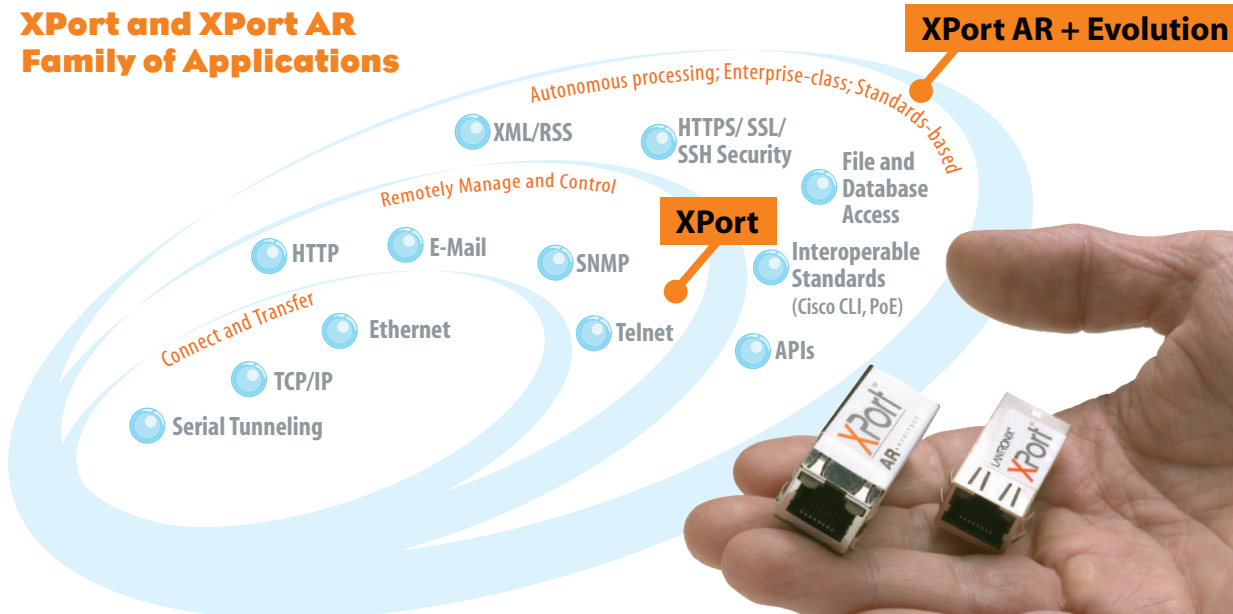 XPort and XPort AR
Family of Applications
XPort AR + Evolution
Autonomous processing; Enterprise-class; Standards-based
XML/RSS
HTTPS/ SSL/
SSH Security
File and
Database
Access
Remotely Manage and Control
XPort
HTTP
E-Mail
SNMP
Interoperable
Standards
(Cisco CLI, PoE)
Connect and Transfer
Ethernet
Telnet
APIs
TCP/IP
Serial Tunneling
XPort®
AR
LANTRONIX®
XPort®